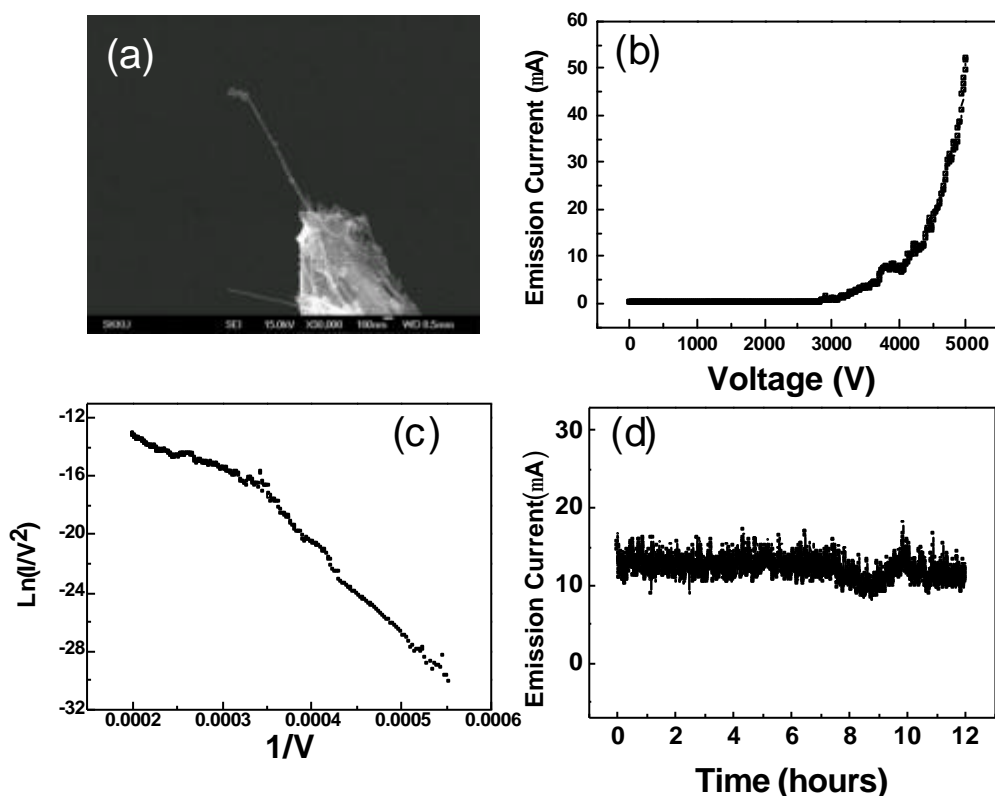 (a)
SKKU SEI 15.0kV X30,000 100nm WD 8.5mm
(b)
Emission Currrent (mA)
60
50
40
30
20
10
0
0 1000 2000 3000 4000 5000
Voltage (V)
(c)
Ln(I/V²)
-12
-16
-20
-24
-28
-32
0.0002 0.0003 0.0004 0.0005 0.0006
1/V
(d)
Emission Current(mA)
30
20
10
0
0 2 4 6 8 10 12
Time (hours)